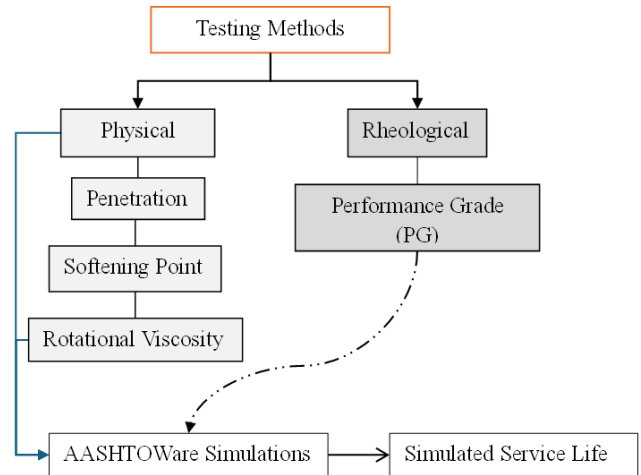 Testing Methods
Physical
Rheological
Penetration
Performance Grade
(PG)
Softening Point
Rotational Viscosity
AASHTOWare Simulations
Simulated Service Life